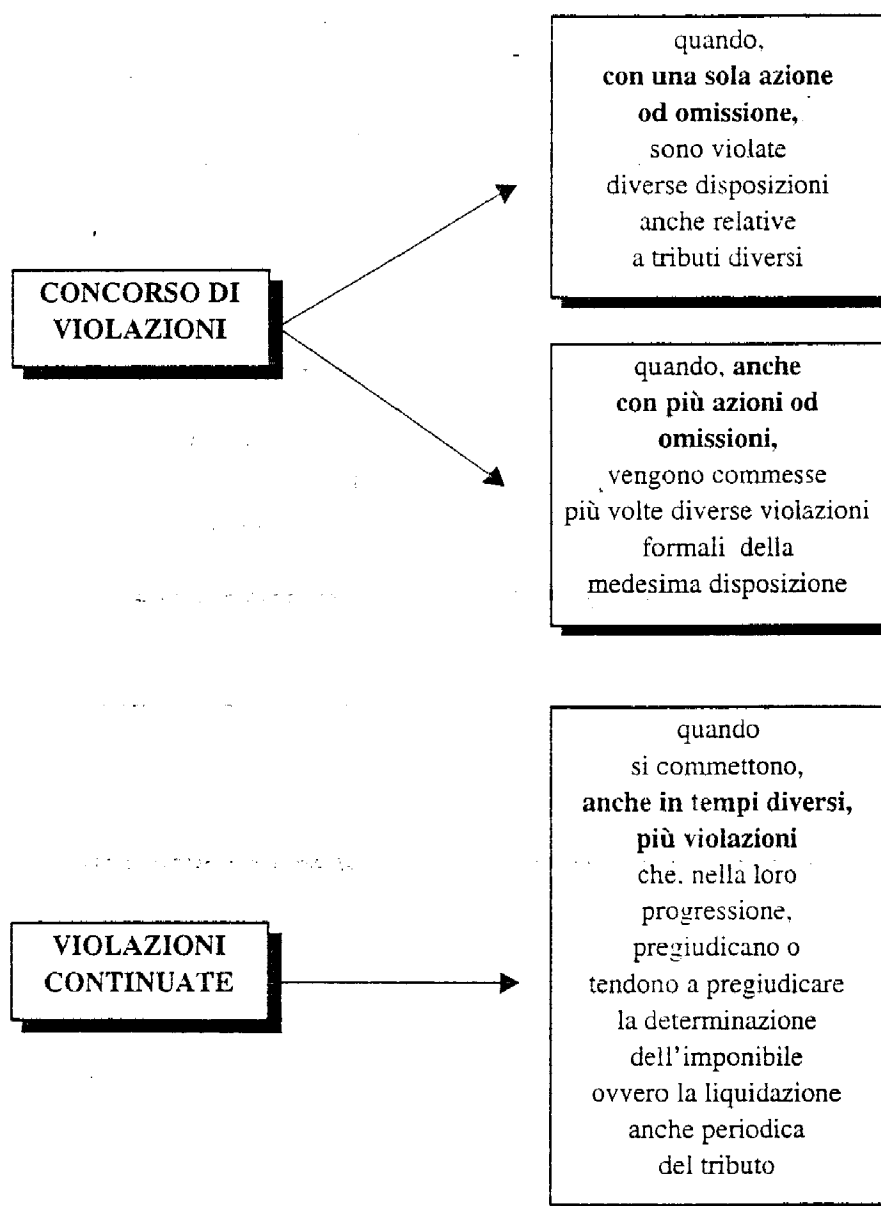 CONCORSO DI
VIOLAZIONI
quando,
con una sola azione
od omissione,
sono violate
diverse disposizioni
anche relative
a tributi diversi
quando, anche
con più azioni od
omissioni,
vengono commesse
più volte diverse violazioni
formali della
medesima disposizione
VIOLAZIONI
CONTINUATE
quando
si commettono,
anche in tempi diversi,
più violazioni
che, nella loro
progressione,
pregiudicano o
tendono a pregiudicare
la determinazione
dell'imponibile
ovvero la liquidazione
anche periodica
del tributo